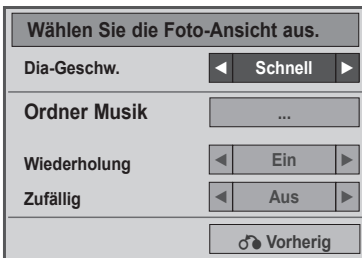 Wählen Sie die Foto-Ansicht aus.
Dia-Geschw. ◄ Schnell ►
Ordner Musik ...
Wiederholung ◄ Ein ►
Zufällig ◄ Aus ►
Vorherig